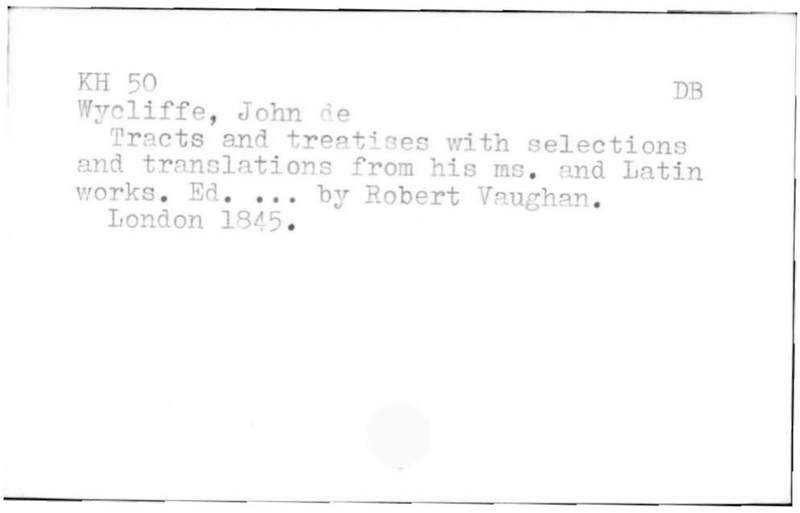 KH 50 DB
Wycliffe, John de
Tracts and treatises with selections
and translations from his ms. and Latin
works. Ed. ... by Robert Vaughan.
London 1845.